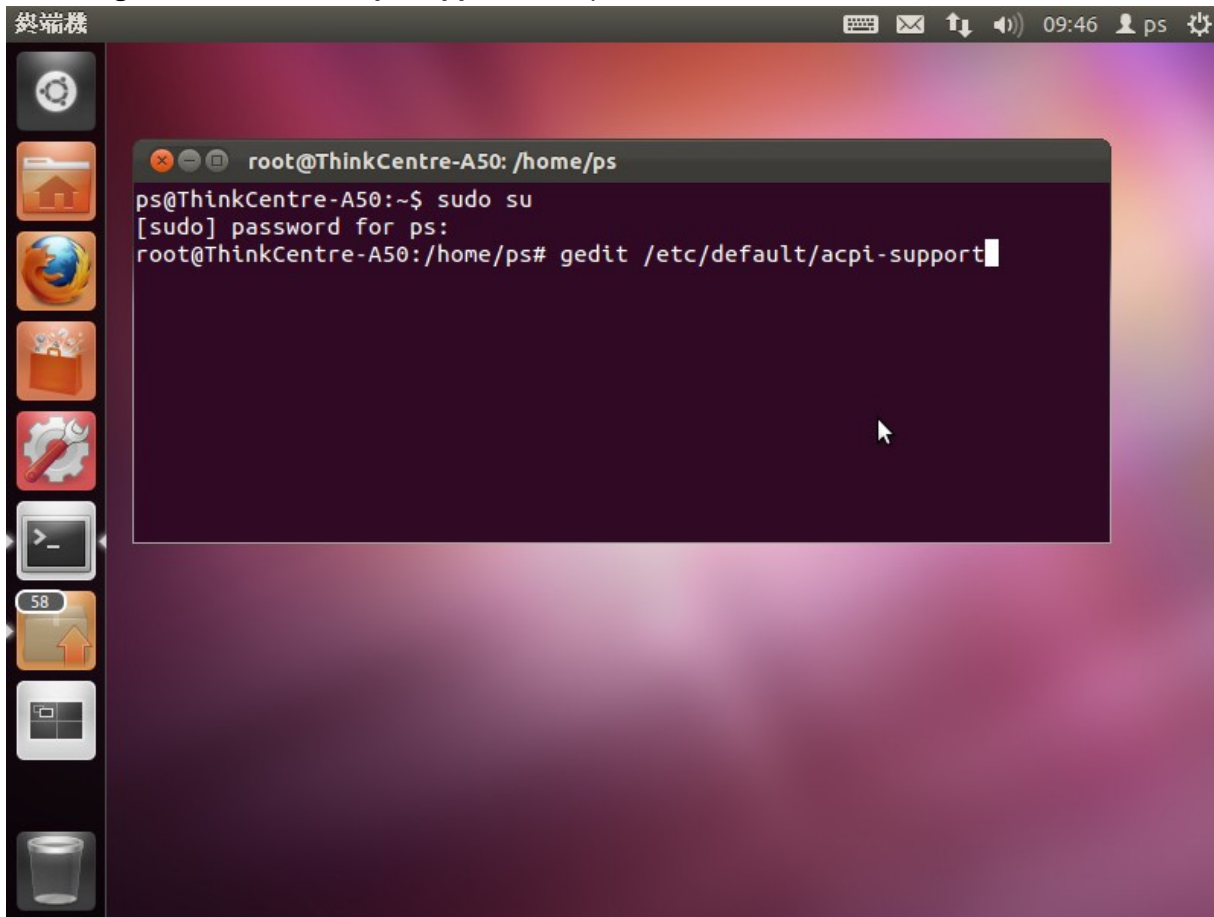 終端機
09:46 ps
root@ThinkCentre-A50: /home/ps
ps@ThinkCentre-A50:~$ sudo su
[sudo] password for ps:
root@ThinkCentre-A50:/home/ps# gedit /etc/default/acpi-support
>_
58